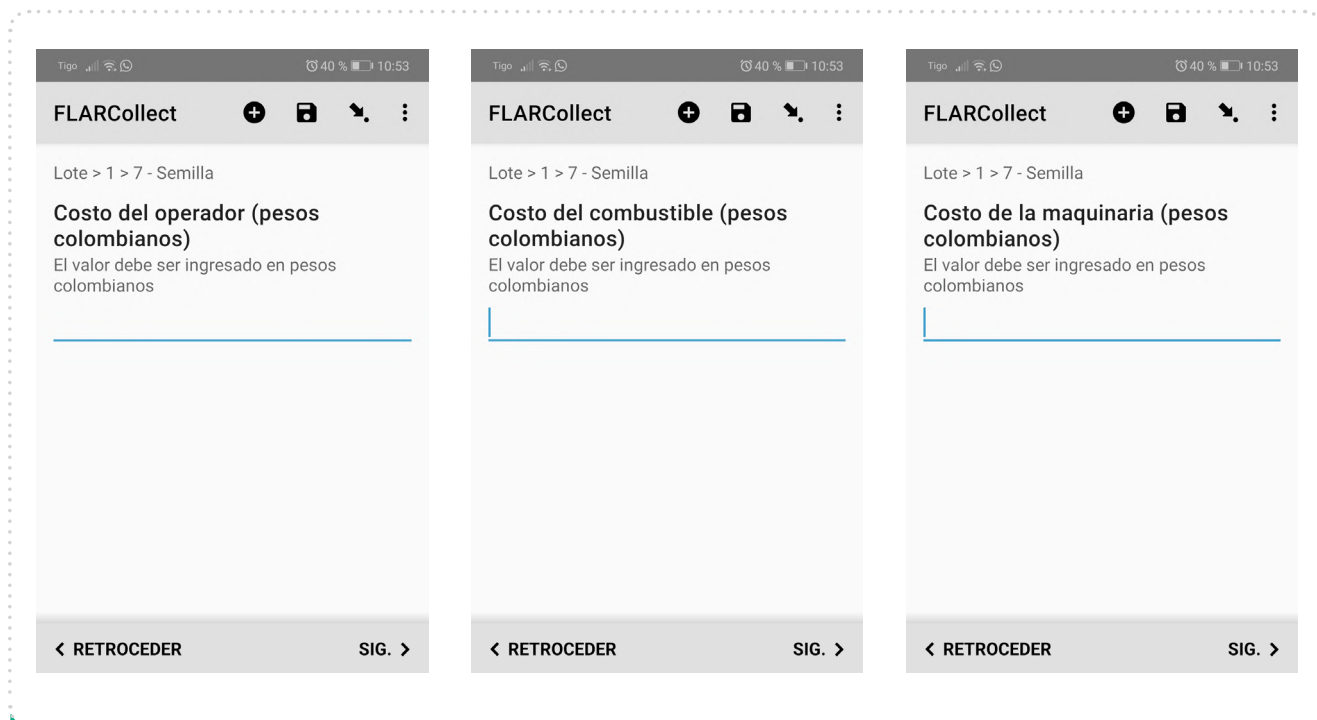 Tigo 40 % 10:53
FLARCollect
Lote > 1 > 7 - Semilla
Costo del operador (pesos
colombianos)
El valor debe ser ingresado en pesos
colombianos
RETROCEDER SIG.
Tigo 40 % 10:53
FLARCollect
Lote > 1 > 7 - Semilla
Costo del combustible (pesos
colombianos)
El valor debe ser ingresado en pesos
colombianos
RETROCEDER SIG.
Tigo 40 % 10:53
FLARCollect
Lote > 1 > 7 - Semilla
Costo de la maquinaria (pesos
colombianos)
El valor debe ser ingresado en pesos
colombianos
RETROCEDER SIG.